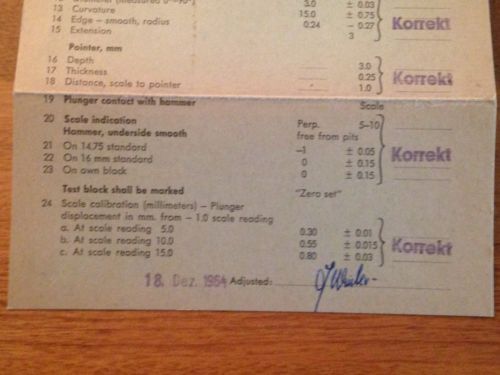 13 Curvature 3.0 ± 0.03
14 Edge – smooth, radius 15.0 ± 0.75
15 Extension 0.24 – 0.27
3
Korrekt
Pointer, mm
16 Depth 3.0
17 Thickness 0.25
18 Distance, scale to pointer 1.0
Korrekt
19 Plunger contact with hammer Scale
20 Scale indication Perp. 5–10
Hammer, underside smooth free from pits
21 On 14.75 standard –1 ± 0.05
22 On 16 mm standard 0 ± 0.15
23 On own block 0 ± 0.15
Korrekt
Test block shall be marked "Zero set"
24 Scale calibration (millimeters) – Plunger
displacement in mm. from – 1.0 scale reading
a. At scale reading 5.0 0.30 ± 0.01
b. At scale reading 10.0 0.55 ± 0.015
c. At scale reading 15.0 0.80 ± 0.03
Korrekt
18. Dez. 1964 Adjusted: